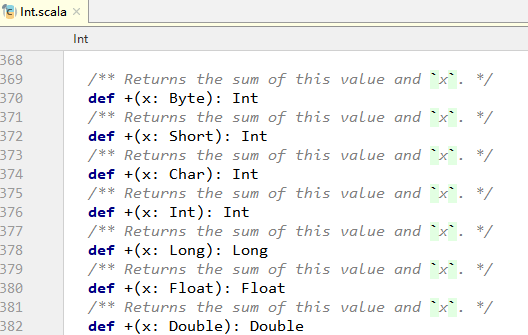 Int.scala
Int
368
369 /** Returns the sum of this value and `x`. */
370 def +(x: Byte): Int
371 /** Returns the sum of this value and `x`. */
372 def +(x: Short): Int
373 /** Returns the sum of this value and `x`. */
374 def +(x: Char): Int
375 /** Returns the sum of this value and `x`. */
376 def +(x: Int): Int
377 /** Returns the sum of this value and `x`. */
378 def +(x: Long): Long
379 /** Returns the sum of this value and `x`. */
380 def +(x: Float): Float
381 /** Returns the sum of this value and `x`. */
382 def +(x: Double): Double